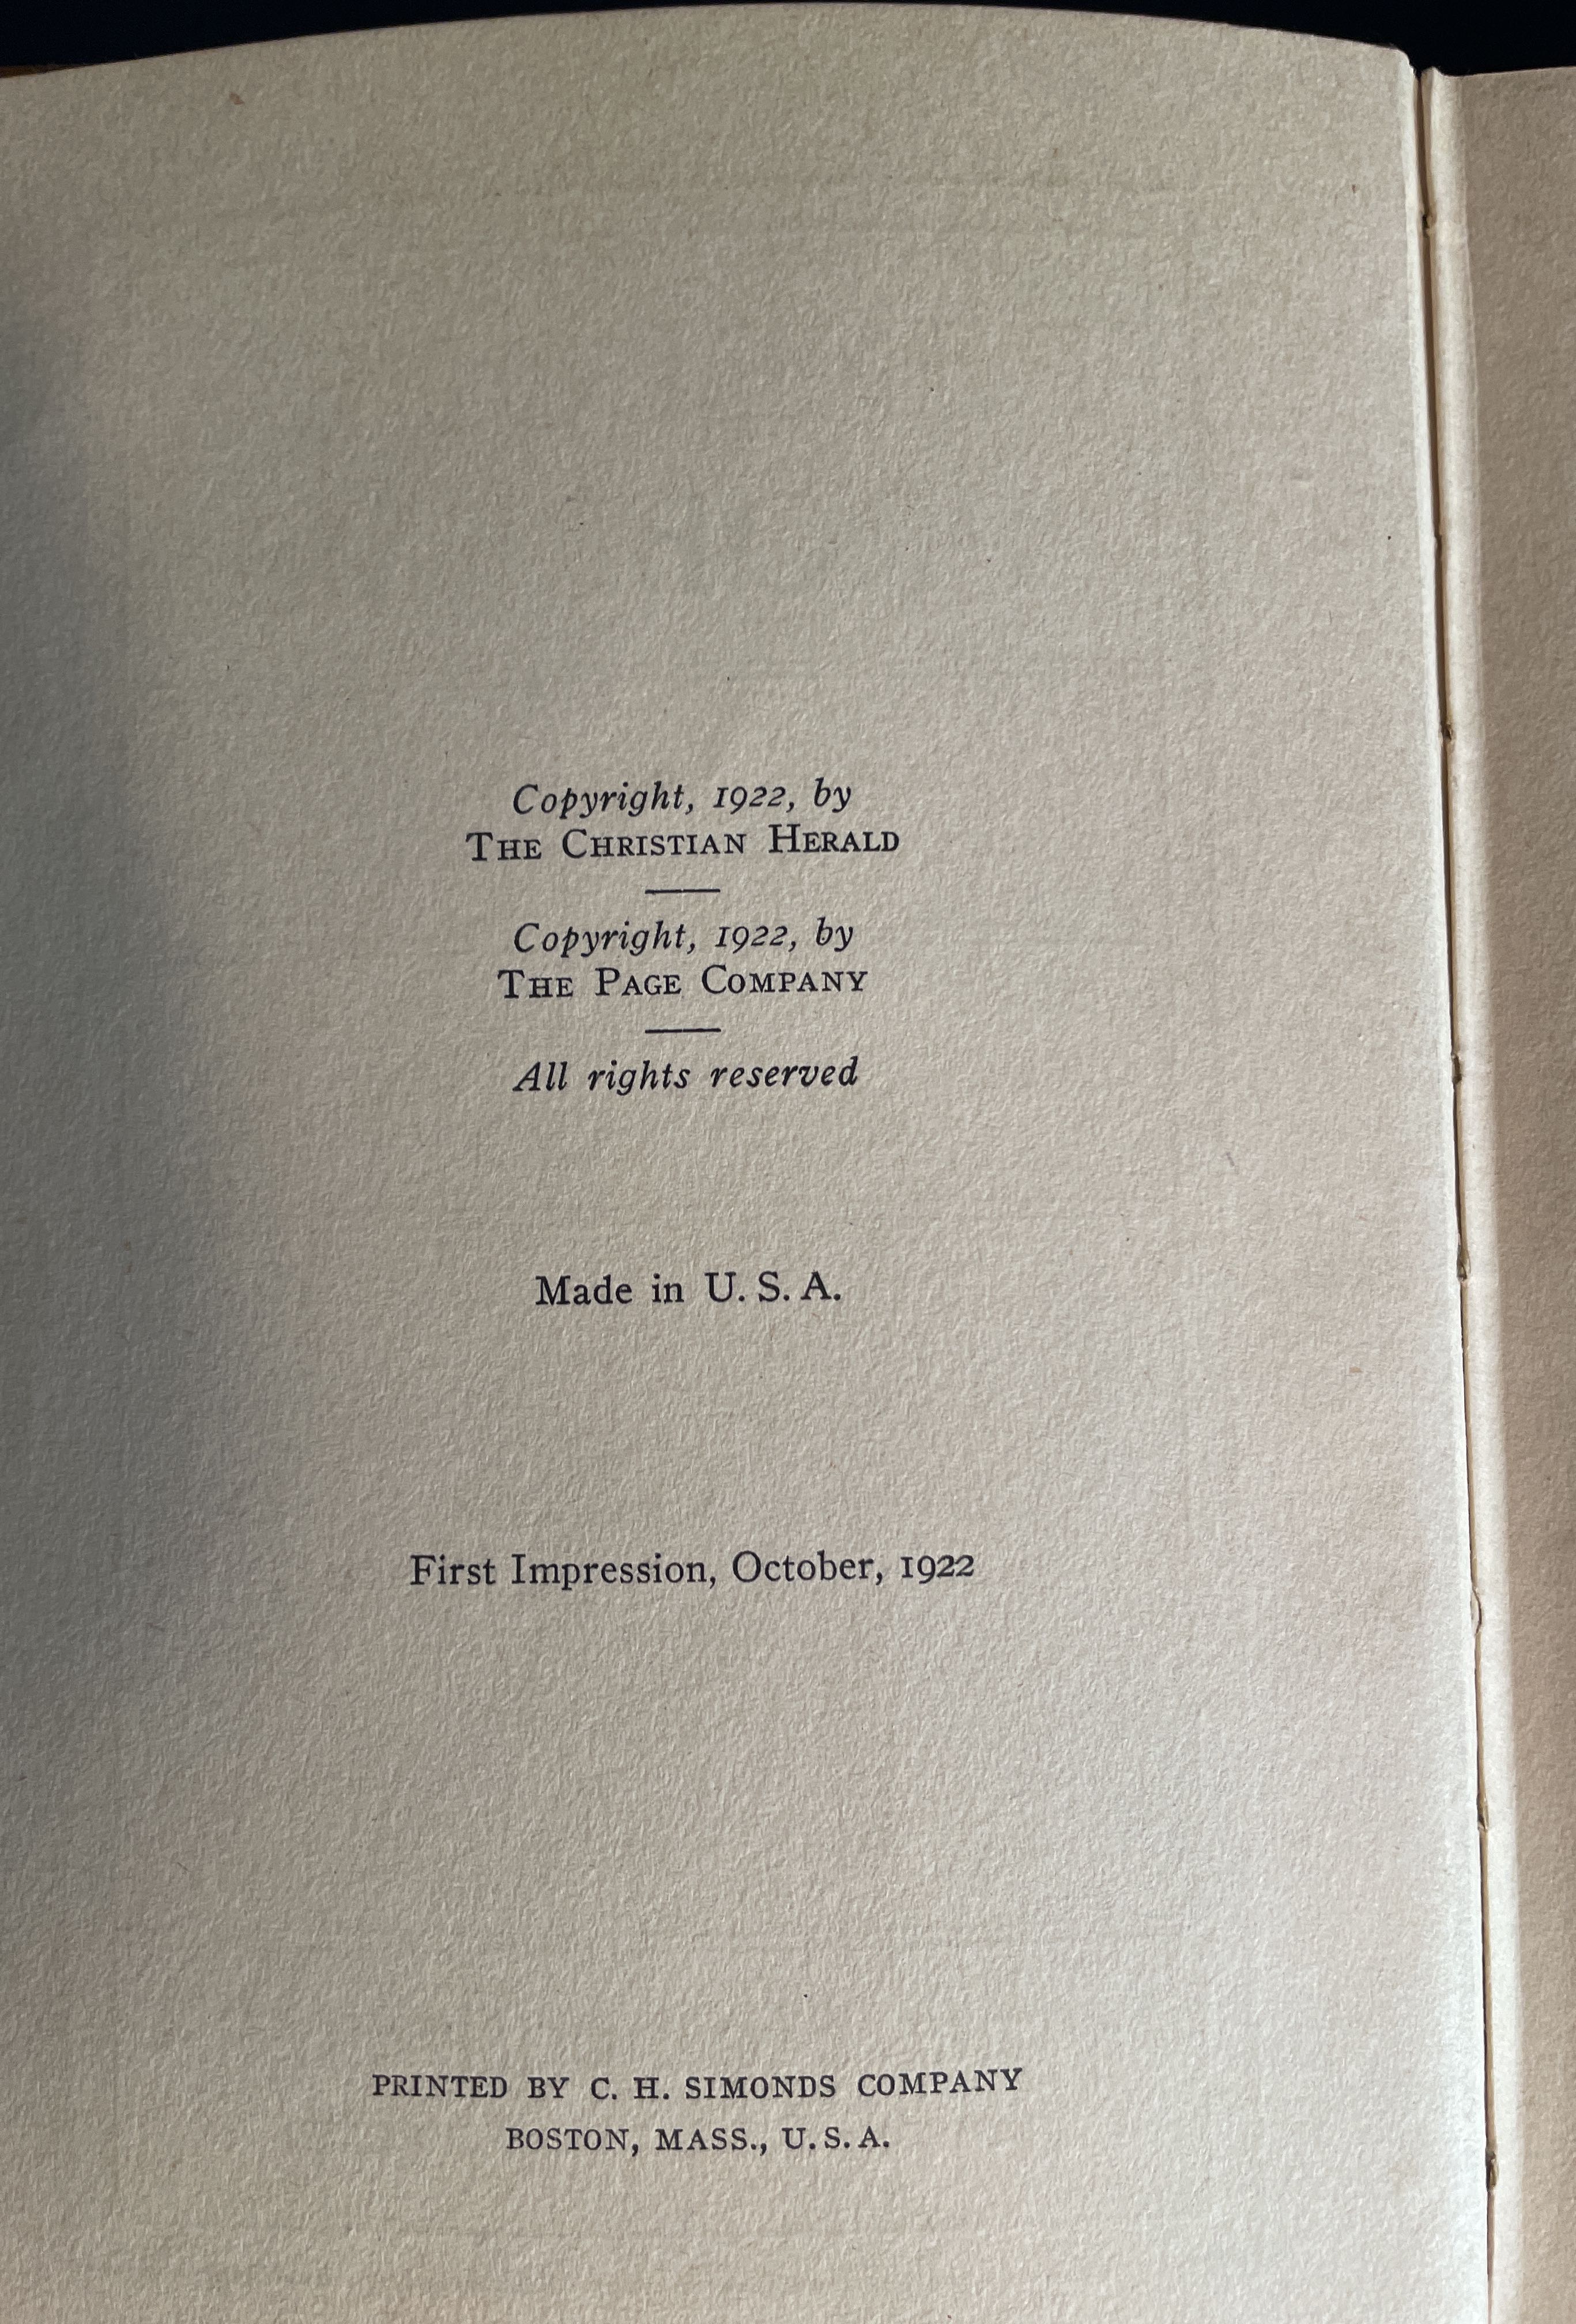 Copyright, 1922, by
THE CHRISTIAN HERALD
Copyright, 1922, by
THE PAGE COMPANY
All rights reserved
Made in U. S. A.
First Impression, October, 1922
PRINTED BY C. H. SIMONDS COMPANY
BOSTON, MASS., U. S. A.